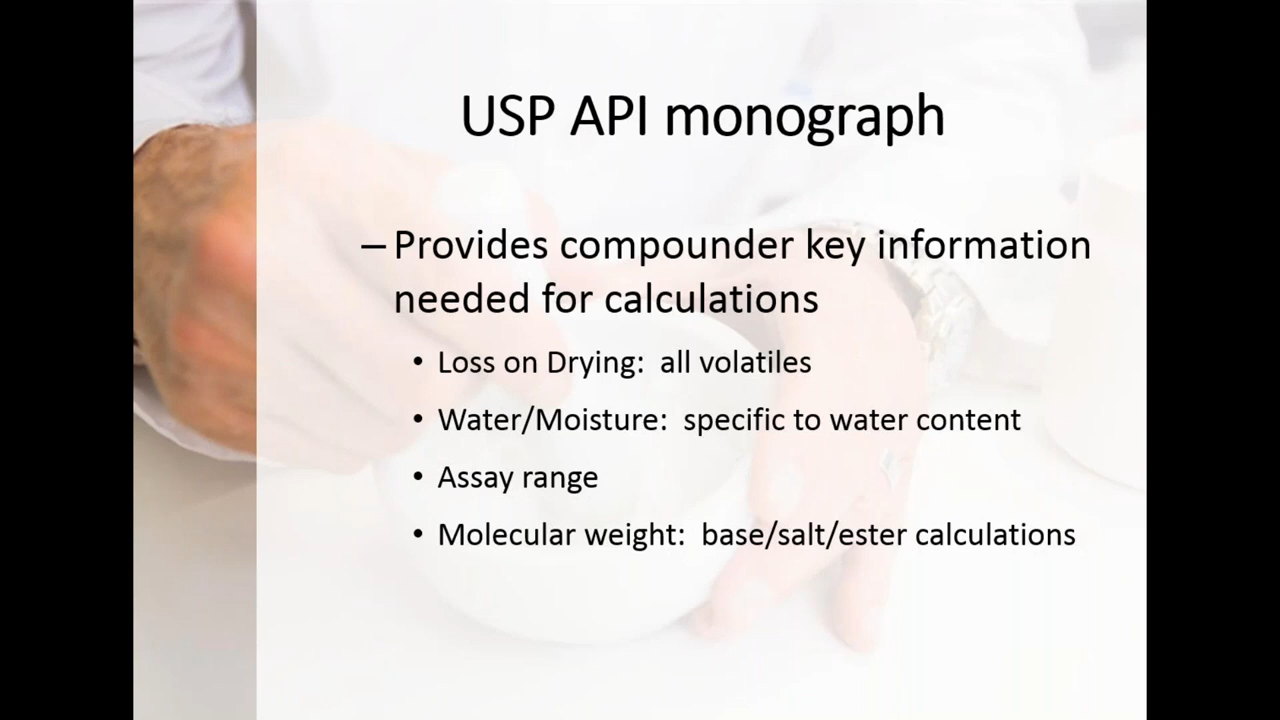 USP API monograph
– Provides compounder key information
needed for calculations
• Loss on Drying:  all volatiles
• Water/Moisture:  specific to water content
• Assay range
• Molecular weight:  base/salt/ester calculations